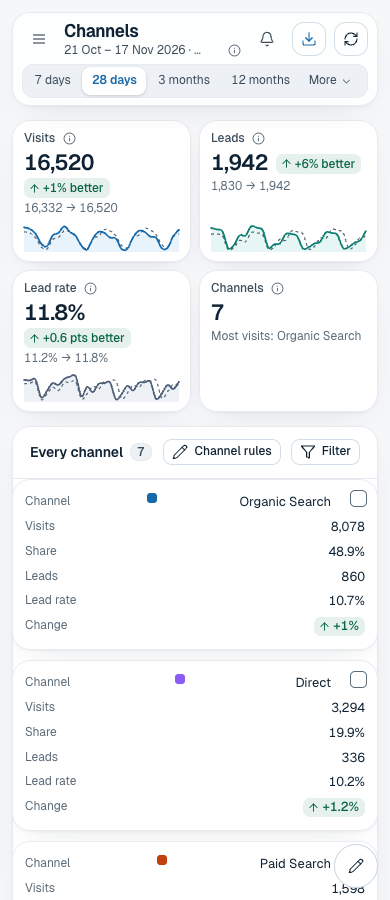 Channels
21 Oct – 17 Nov 2026 · …
7 days
28 days
3 months
12 months
More
Visits
16,520
↑ +1% better
16,332 → 16,520
Leads
1,942
↑ +6% better
1,830 → 1,942
Lead rate
11.8%
↑ +0.6 pts better
11.2% → 11.8%
Channels
7
Most visits: Organic Search
Every channel 7
Channel rules
Filter
Channel Organic Search
Visits 8,078
Share 48.9%
Leads 860
Lead rate 10.7%
Change ↑ +1%
Channel Direct
Visits 3,294
Share 19.9%
Leads 336
Lead rate 10.2%
Change ↑ +1.2%
Channel Paid Search
Visits 1,598